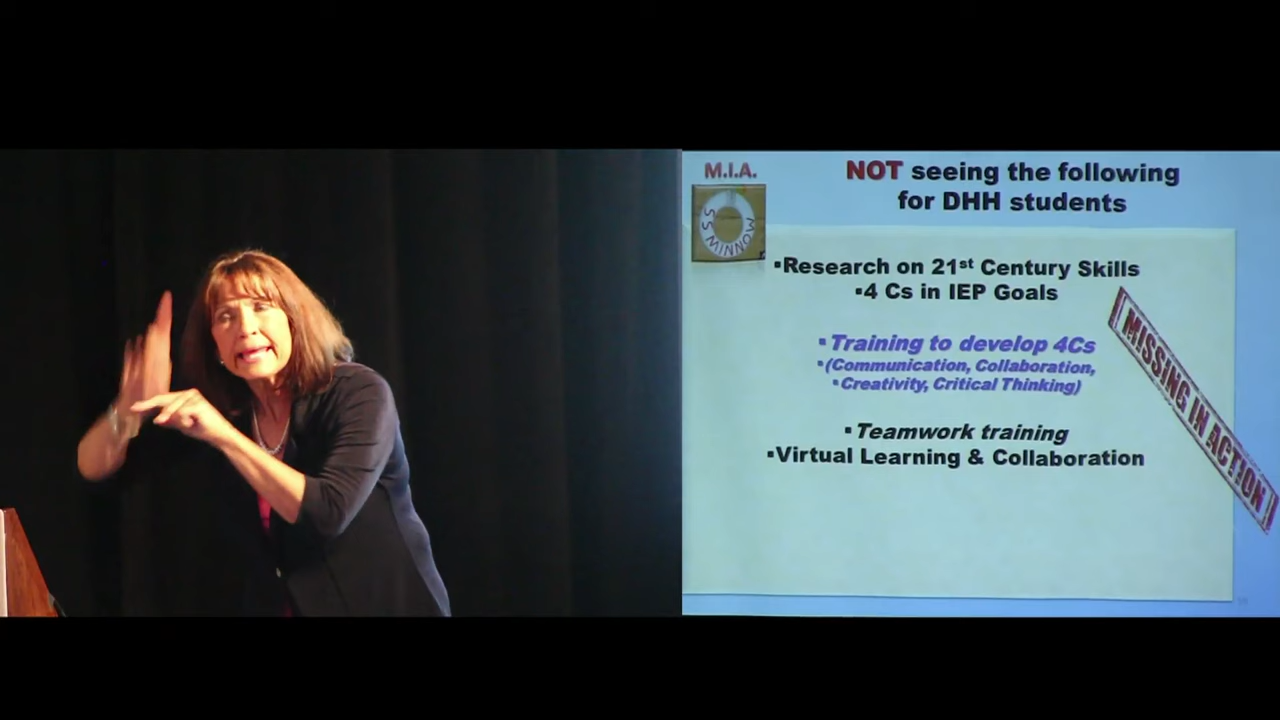 M.I.A.
SS MINNOW
NOT seeing the following
for DHH students
▪Research on 21st Century Skills
▪4 Cs in IEP Goals
▪Training to develop 4Cs
▪(Communication, Collaboration,
▪Creativity, Critical Thinking)
▪Teamwork training
▪Virtual Learning & Collaboration
MISSING IN ACTION